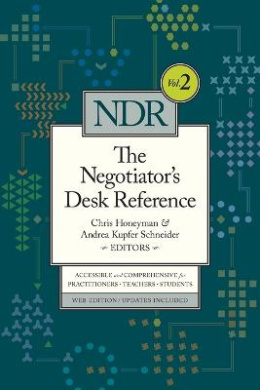 Vol.2
NDR
The
Negotiator's
Desk Reference
Chris Honeyman &
Andrea Kupfer Schneider
–EDITORS–
ACCESSIBLE and COMPREHENSIVE for
PRACTITIONERS · TEACHERS · STUDENTS
WEB EDITION / UPDATES INCLUDED